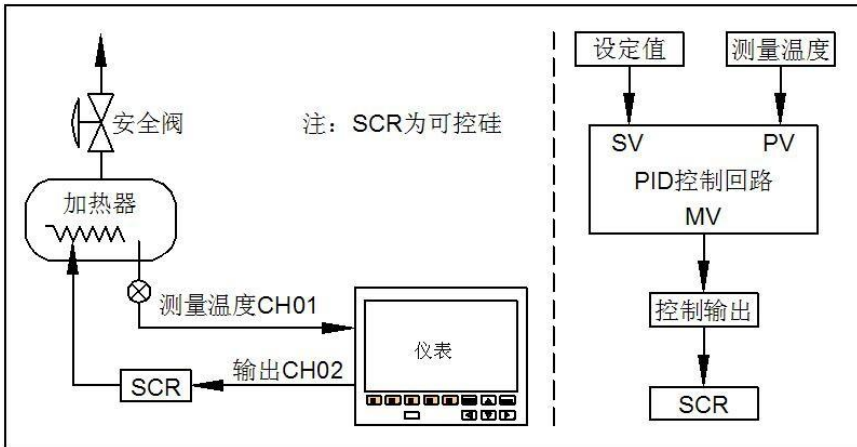 安全阀
注：SCR为可控硅
加热器
测量温度CH01
仪表
输出CH02
SCR
设定值
测量温度
SV
PV
PID控制回路
MV
控制输出
SCR